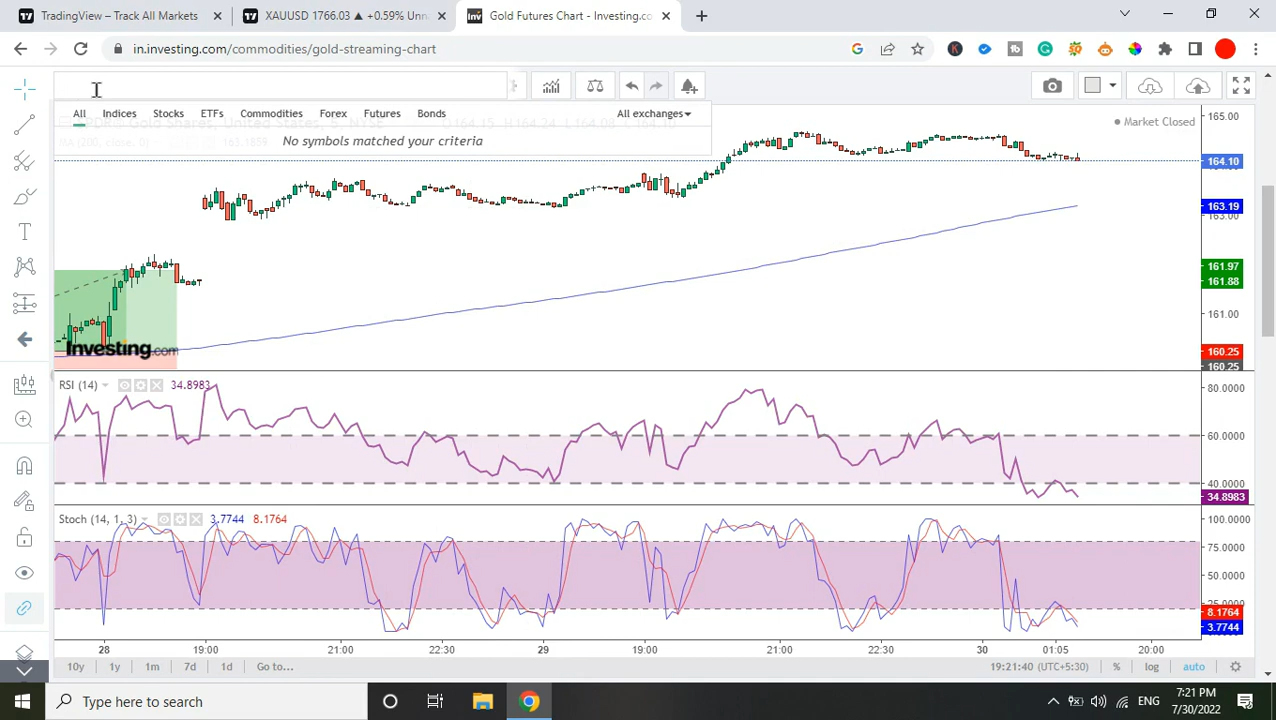 TradingView – Track All Markets
XAUUSD 1766.03 ▲ +0.59% Unna
Gold Futures Chart - Investing.co
in.investing.com/commodities/gold-streaming-chart
All Indices Stocks ETFs Commodities Forex Futures Bonds All exchanges
No symbols matched your criteria
Market Closed
165.00
164.10
163.19
163.00
161.97
161.88
161.00
160.25
160.25
Investing.com
RSI (14) 34.8983
80.0000
60.0000
40.0000
34.8983
Stoch (14, 1, 3) 3.7744 8.1764
100.0000
75.0000
50.0000
25.0000
8.1764
3.7744
28 19:00 21:00 22:30 29 19:00 21:00 22:30 30 01:05 20:00
10y 1y 1m 7d 1d Go to... 19:21:40 (UTC+5:30) % log auto
Type here to search
ENG
7:21 PM
7/30/2022